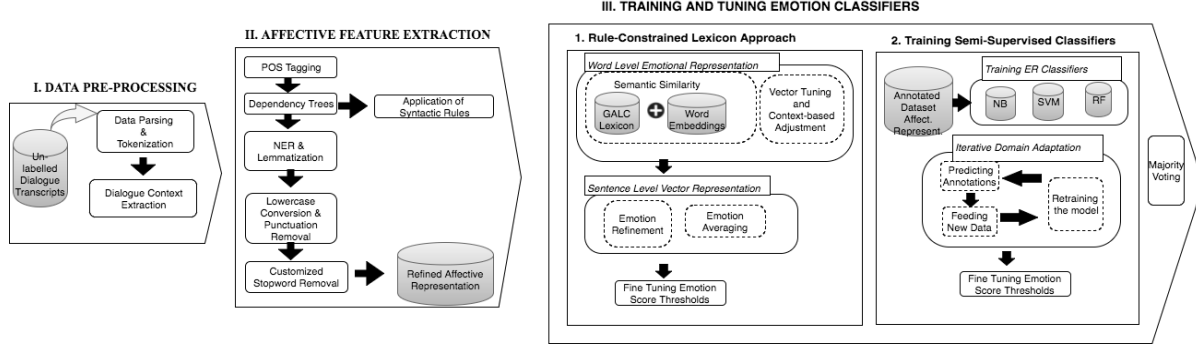 III. TRAINING AND TUNING EMOTION CLASSIFIERS
I. DATA PRE-PROCESSING
Un-
labelled
Dialogue
Transcripts
Data Parsing
&
Tokenization
Dialogue Context
Extraction
II. AFFECTIVE FEATURE EXTRACTION
POS Tagging
Dependency Trees
Application of
Syntactic Rules
NER &
Lemmatization
Lowercase
Conversion &
Punctuation
Removal
Customized
Stopword Removal
Refined Affective
Representation
1. Rule-Constrained Lexicon Approach
Word Level Emotional Representation
Semantic Similarity
GALC
Lexicon
Word
Embeddings
Vector Tuning
and
Context-based
Adjustment
Sentence Level Vector Representation
Emotion
Refinement
Emotion
Averaging
Fine Tuning Emotion
Score Thresholds
2. Training Semi-Supervised Classifiers
Annotated
Dataset
Affect.
Represent.
Training ER Classifiers
NB
SVM
RF
Iterative Domain Adaptation
Predicting
Annotations
Feeding
New Data
Retraining
the model
Fine Tuning Emotion
Score Thresholds
Majority
Voting